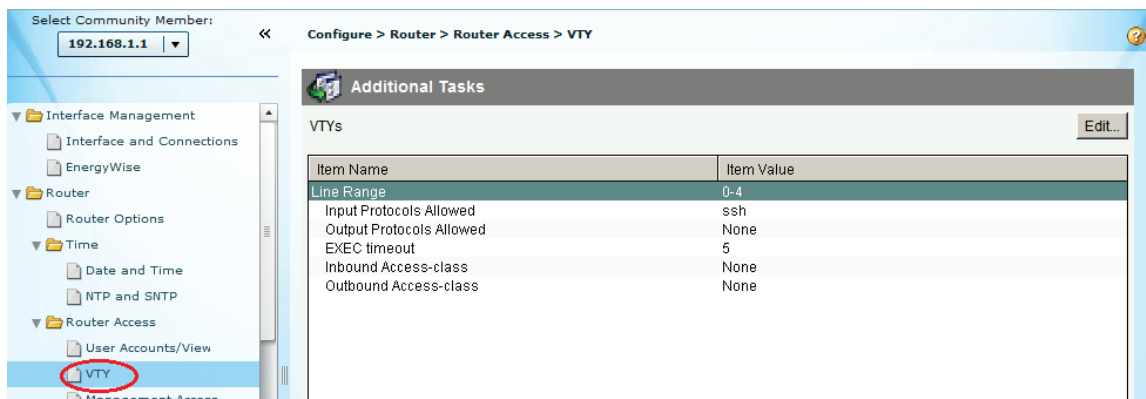 Select Community Member:
192.168.1.1
Configure > Router > Router Access > VTY
Additional Tasks
Interface Management
Interface and Connections
EnergyWise
Router
Router Options
Time
Date and Time
NTP and SNTP
Router Access
User Accounts/View
VTY
Management Access
VTYs
Edit...
Item Name Item Value
Line Range 0-4
Input Protocols Allowed ssh
Output Protocols Allowed None
EXEC timeout 5
Inbound Access-class None
Outbound Access-class None